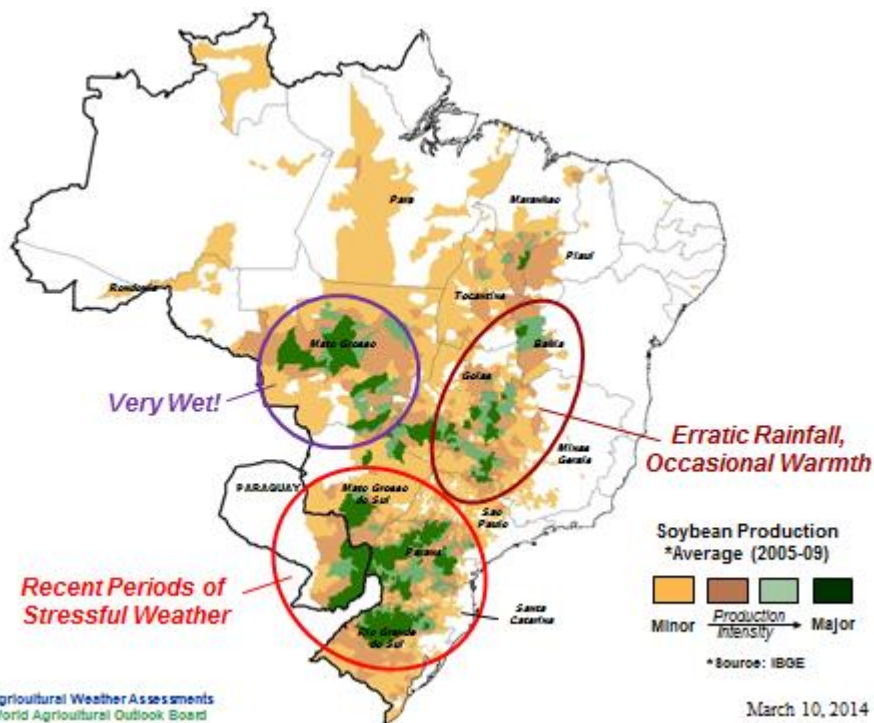 Para
Maranhao
Piaui
Rondonia
Tocantins
Mato Grosso
Bahia
Goias
Very Wet!
Erratic Rainfall,
Occasional Warmth
Minas
Gerais
PARAGUAY
Mato Grosso
do Sul
Sao
Paulo
Parana
Recent Periods of
Stressful Weather
Santa
Catarina
Rio Grande
do Sul
Soybean Production
*Average (2005-09)
Minor
Production
Intensity
Major
*Source: IBGE
gricultural Weather Assessments
World Agricultural Outlook Board
March 10, 2014